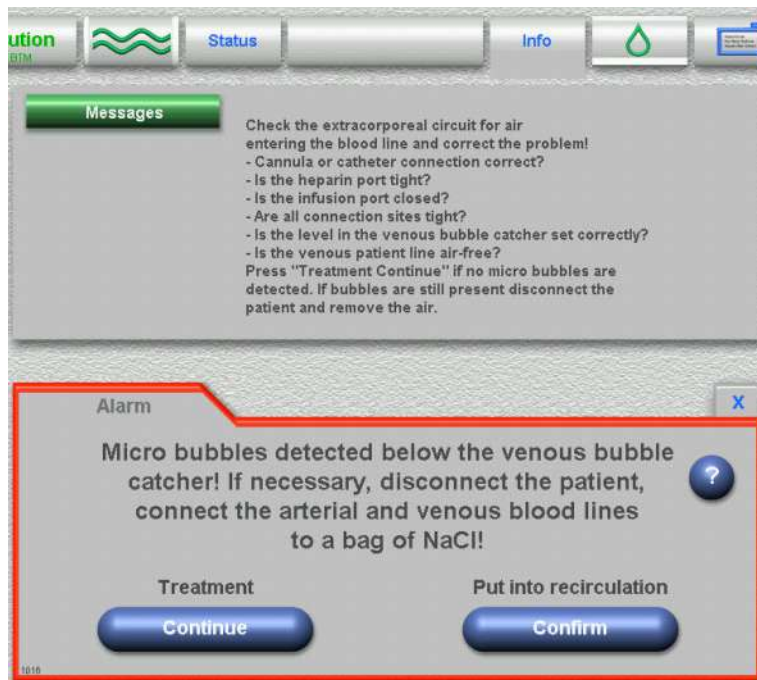 ution
BTM
Status
Info
Messages
Check the extracorporeal circuit for air
entering the blood line and correct the problem!
- Cannula or catheter connection correct?
- Is the heparin port tight?
- Is the infusion port closed?
- Are all connection sites tight?
- Is the level in the venous bubble catcher set correctly?
- Is the venous patient line air-free?
Press "Treatment Continue" if no micro bubbles are
detected. If bubbles are still present disconnect the
patient and remove the air.
Alarm
X
Micro bubbles detected below the venous bubble
catcher! If necessary, disconnect the patient,
connect the arterial and venous blood lines
to a bag of NaCl!
?
Treatment
Put into recirculation
Continue
Confirm
1016